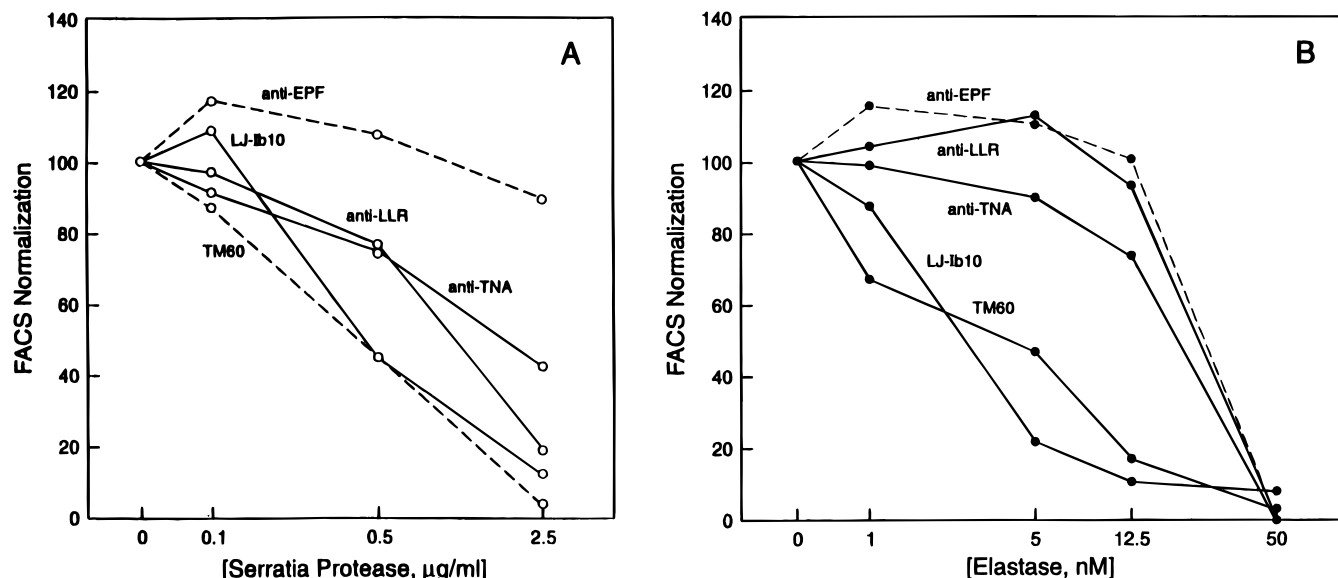 A
FACS Normalization
140
120
100
80
60
40
20
0
anti-EPF
LJ-Ib10
anti-LLR
TM60
anti-TNA
0 0.1 0.5 2.5
[Serratia Protease, µg/ml]
B
FACS Normalization
140
120
100
80
60
40
20
0
anti-EPF
anti-LLR
anti-TNA
LJ-Ib10
TM60
0 1 5 12.5 50
[Elastase, nM]